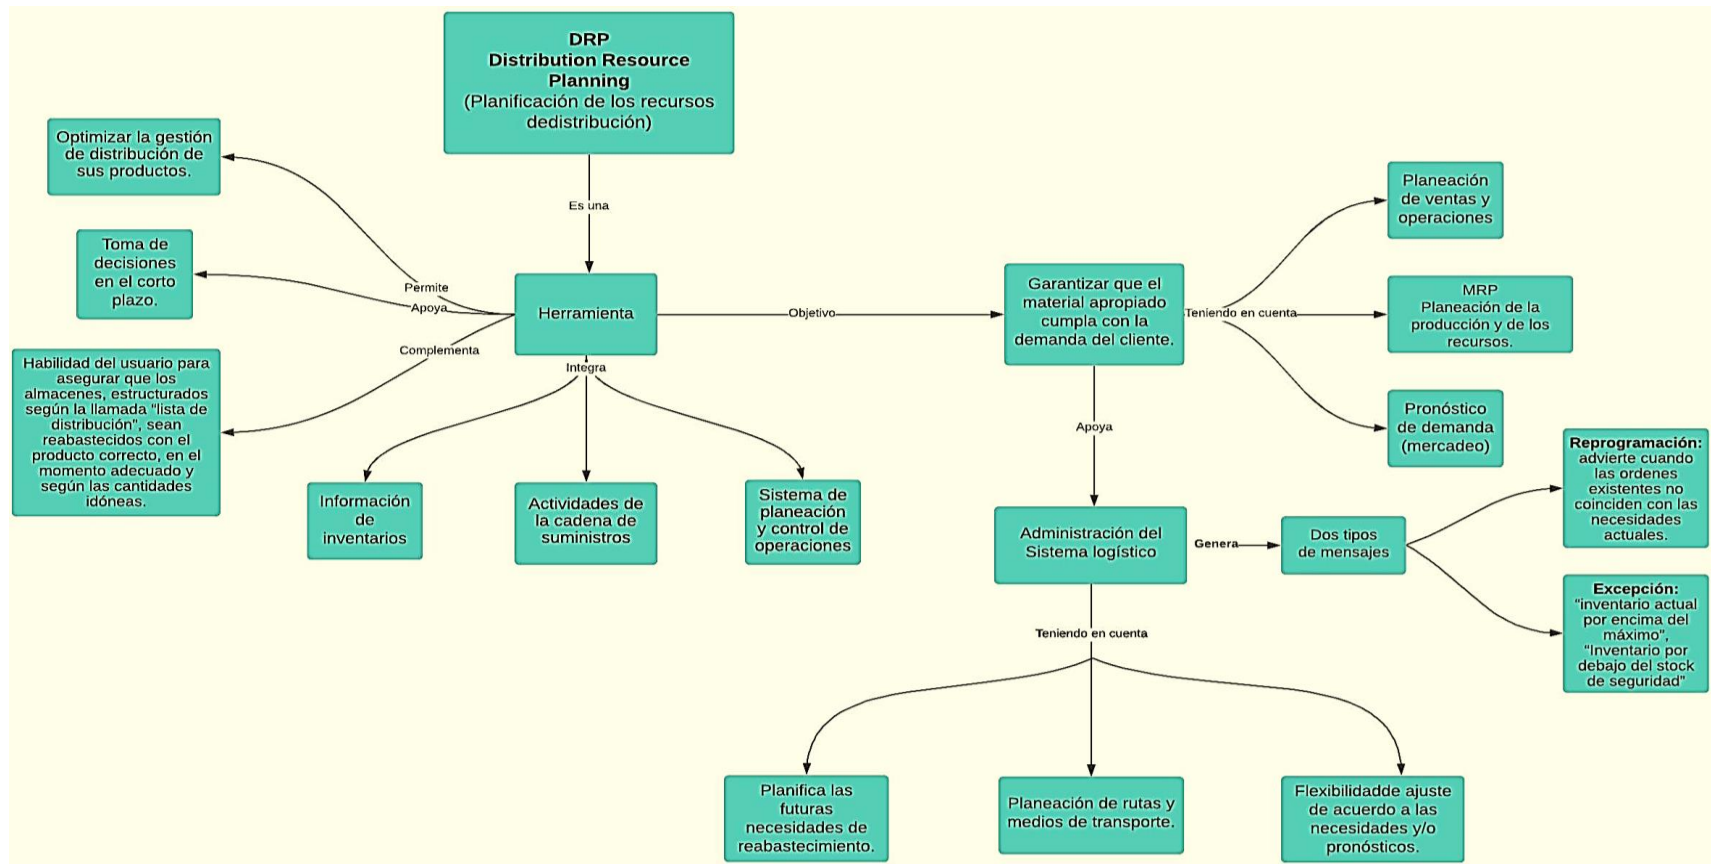 DRP
Distribution Resource
Planning
(Planificación de los recursos
dedistribución)
Es una
Herramienta
Permite
Optimizar la gestión
de distribución de
sus productos.
Apoya
Toma de
decisiones
en el corto
plazo.
Complementa
Habilidad del usuario para
asegurar que los
almacenes, estructurados
según la llamada "lista de
distribución", sean
reabastecidos con el
producto correcto, en el
momento adecuado y
según las cantidades
idóneas.
Integra
Información
de
inventarios
Actividades de
la cadena de
suministros
Sistema de
planeación
y control de
operaciones
Objetivo
Garantizar que el
material apropiado
cumpla con la
demanda del cliente.
Teniendo en cuenta
Planeación
de ventas y
operaciones
MRP
Planeación de la
producción y de los
recursos.
Pronóstico
de demanda
(mercadeo)
Apoya
Administración del
Sistema logístico
Genera
Dos tipos
de mensajes
Reprogramación:
advierte cuando
las ordenes
existentes no
coinciden con las
necesidades
actuales.
Excepción:
"inventario actual
por encima del
máximo",
"Inventario por
debajo del stock
de seguridad"
Teniendo en cuenta
Planifica las
futuras
necesidades de
reabastecimiento.
Planeación de rutas y
medios de transporte.
Flexibilidadde ajuste
de acuerdo a las
necesidades y/o
pronósticos.